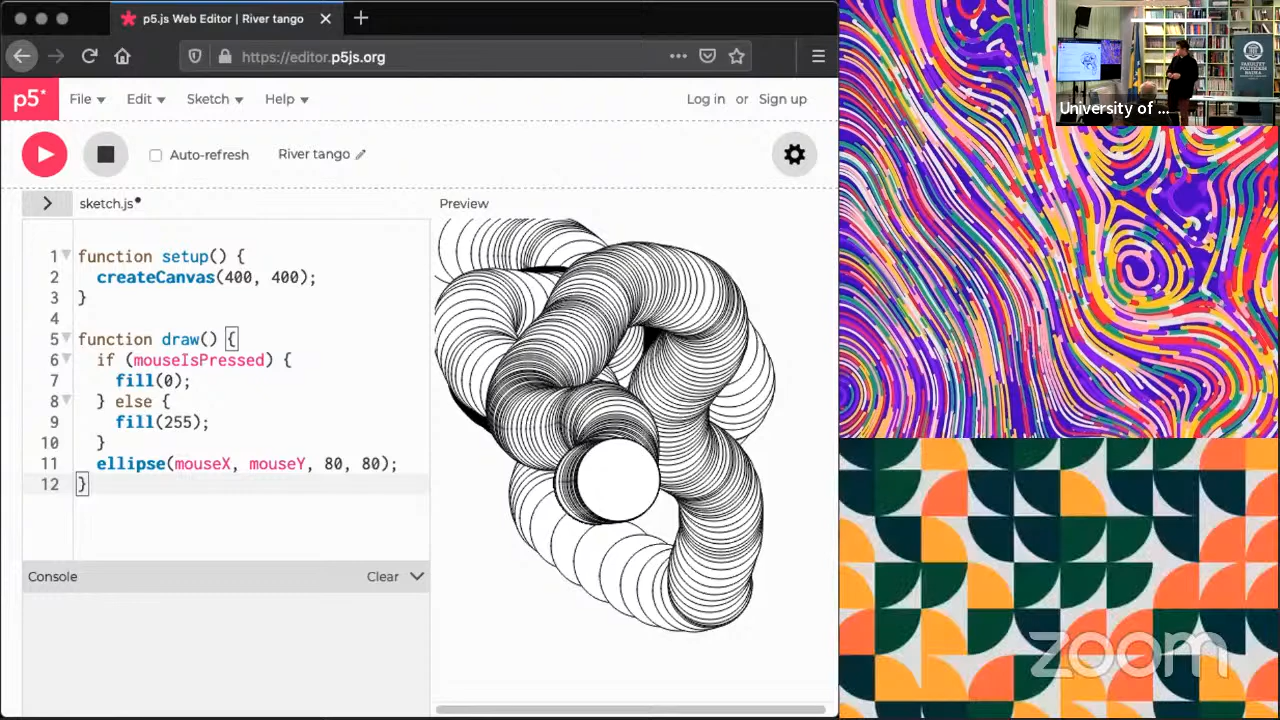 p5.js Web Editor | River tango
https://editor.p5js.org
p5* File Edit Sketch Help Log in or Sign up
Auto-refresh River tango
sketch.js
Preview
1 function setup() {
2 createCanvas(400, 400);
3 }
4
5 function draw() {
6 if (mouseIsPressed) {
7 fill(0);
8 } else {
9 fill(255);
10 }
11 ellipse(mouseX, mouseY, 80, 80);
12 }
Console Clear
University of ...
zoom